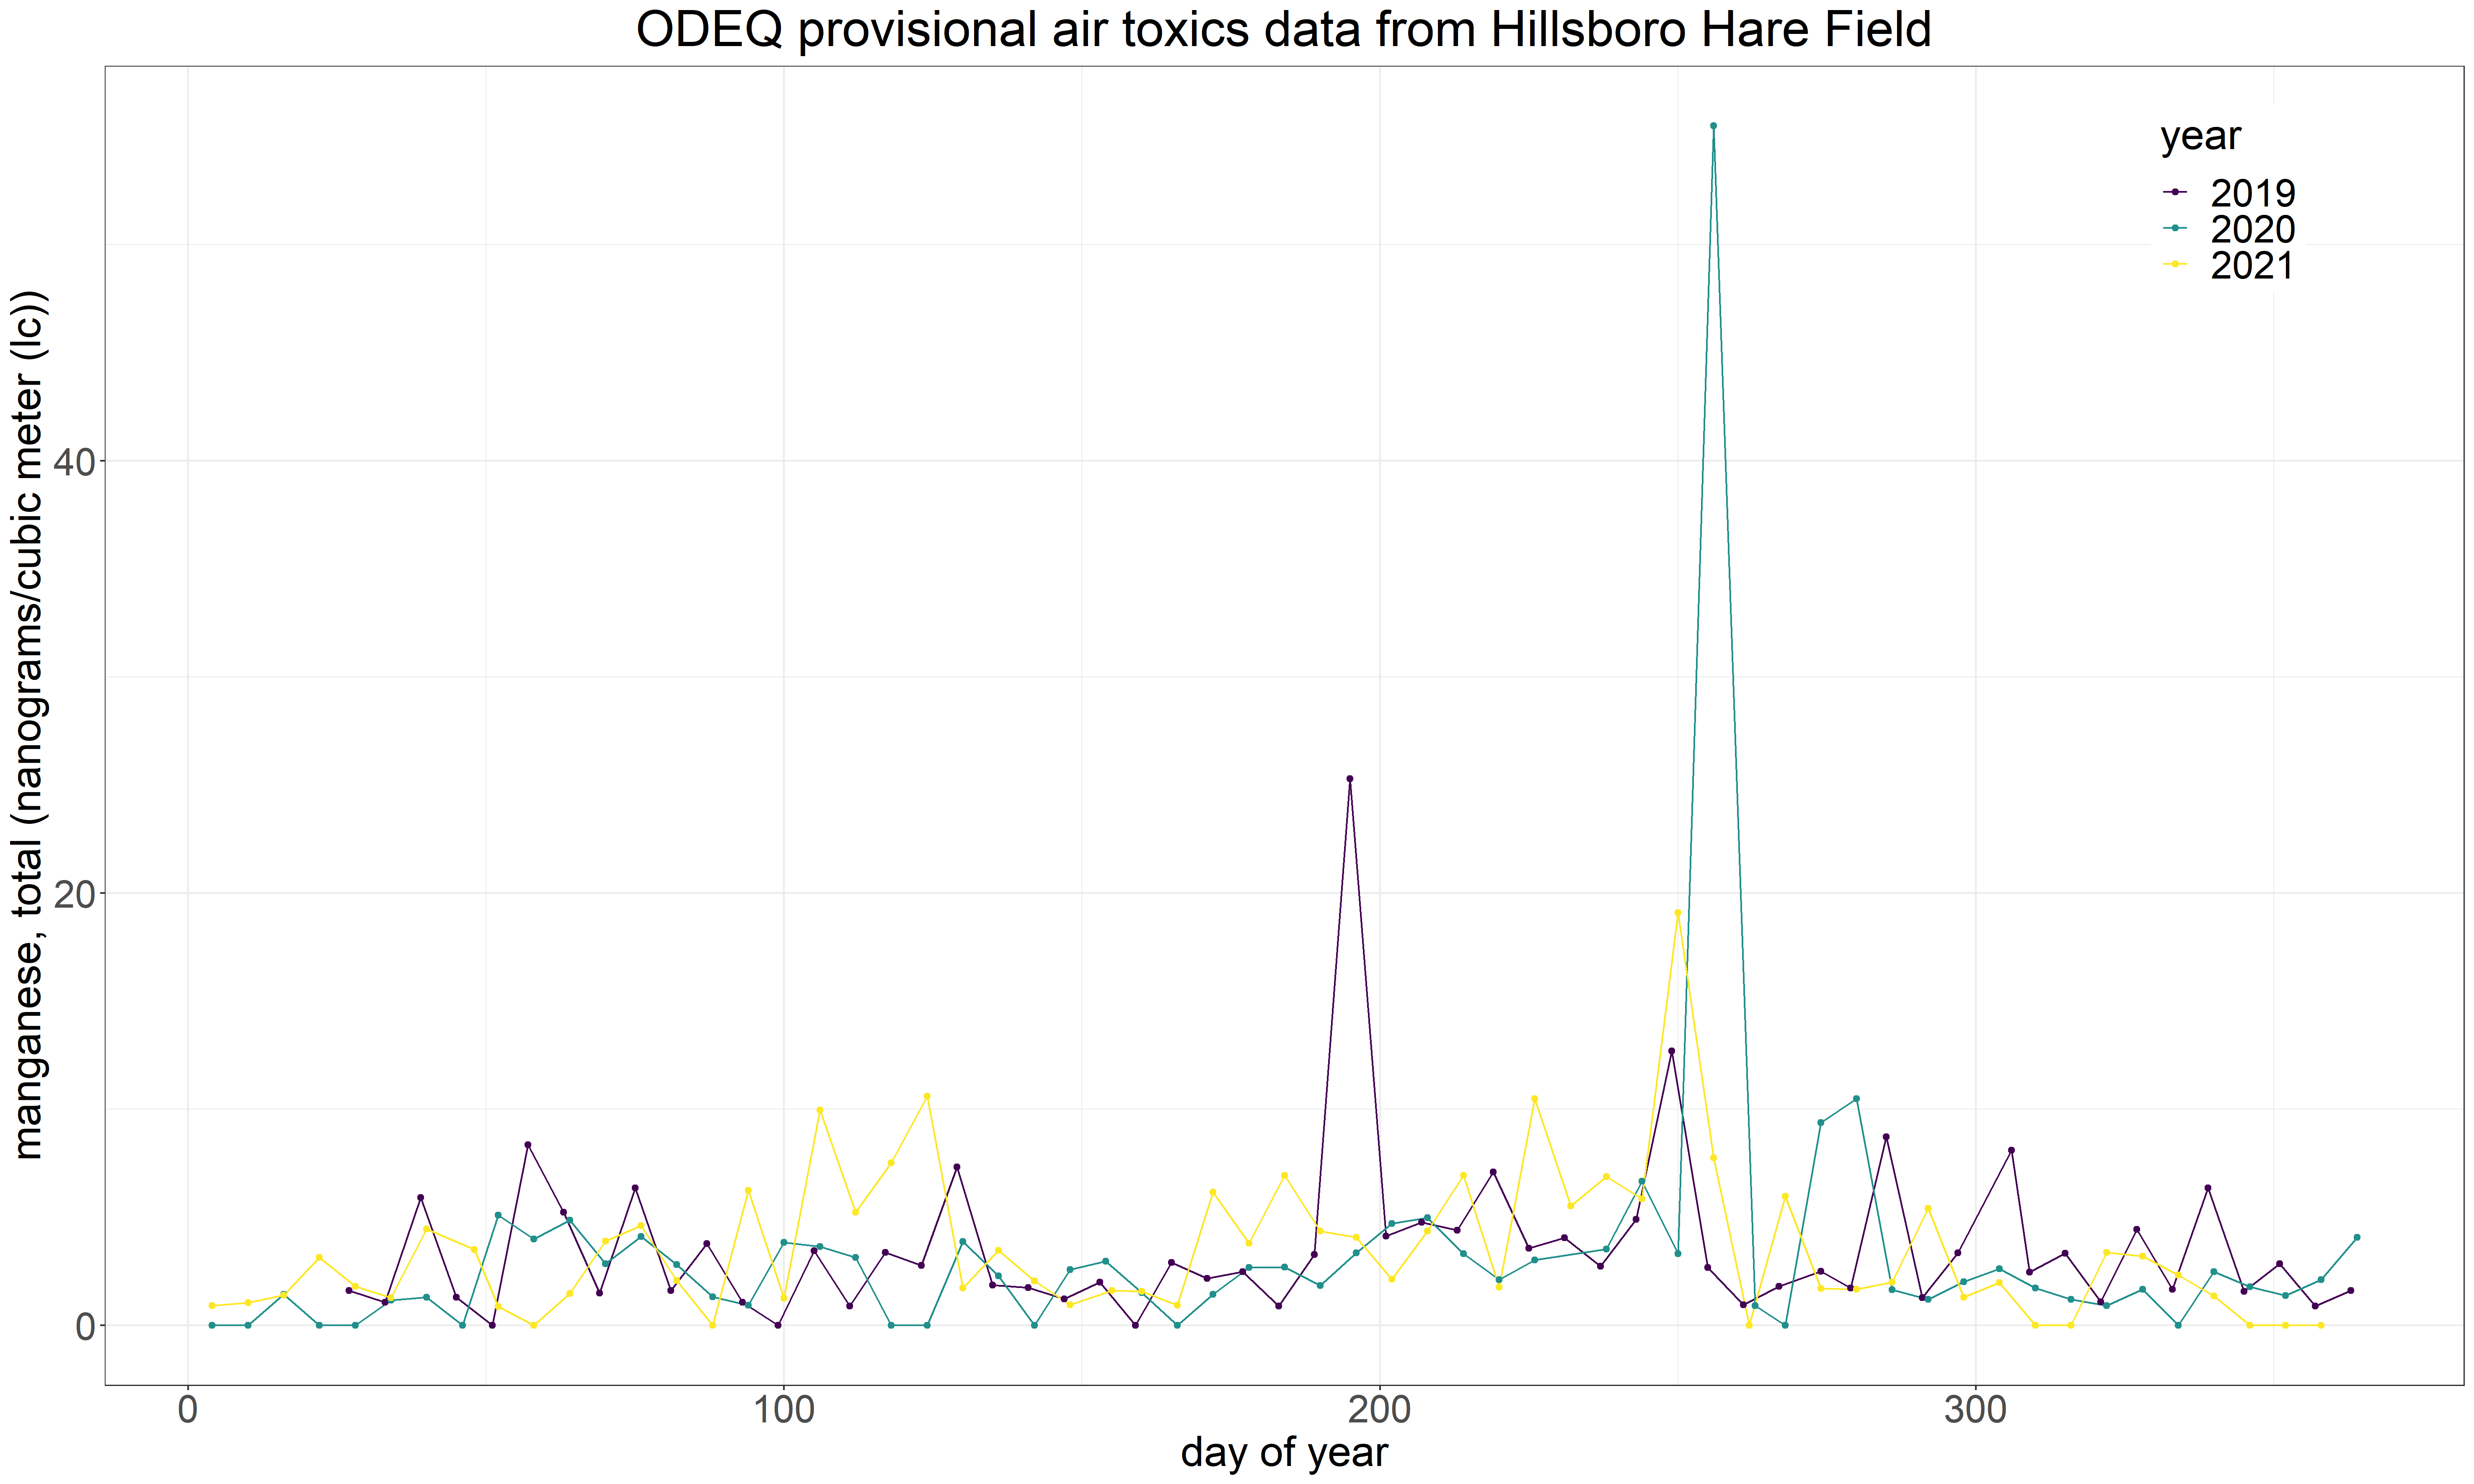 ODEQ provisional air toxics data from Hillsboro Hare Field
manganese, total (nanograms/cubic meter (lc))
40
20
0
year
2019
2020
2021
0
100
200
300
day of year